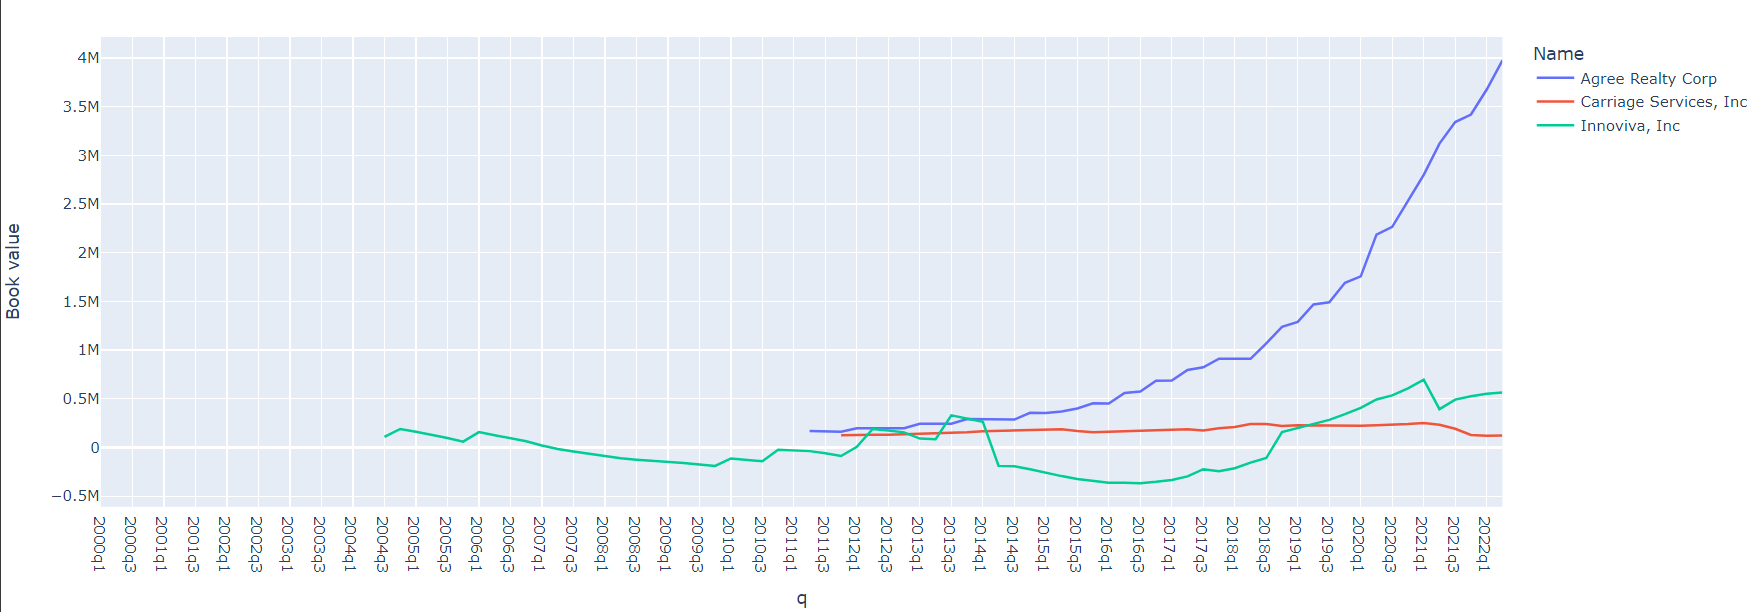 Book value
4M
3.5M
3M
2.5M
2M
1.5M
1M
0.5M
0
−0.5M
2000q1
2000q3
2001q1
2001q3
2002q1
2002q3
2003q1
2003q3
2004q1
2004q3
2005q1
2005q3
2006q1
2006q3
2007q1
2007q3
2008q1
2008q3
2009q1
2009q3
2010q1
2010q3
2011q1
2011q3
2012q1
2012q3
2013q1
2013q3
2014q1
2014q3
2015q1
2015q3
2016q1
2016q3
2017q1
2017q3
2018q1
2018q3
2019q1
2019q3
2020q1
2020q3
2021q1
2021q3
2022q1
q
Name
Agree Realty Corp
Carriage Services, Inc
Innoviva, Inc